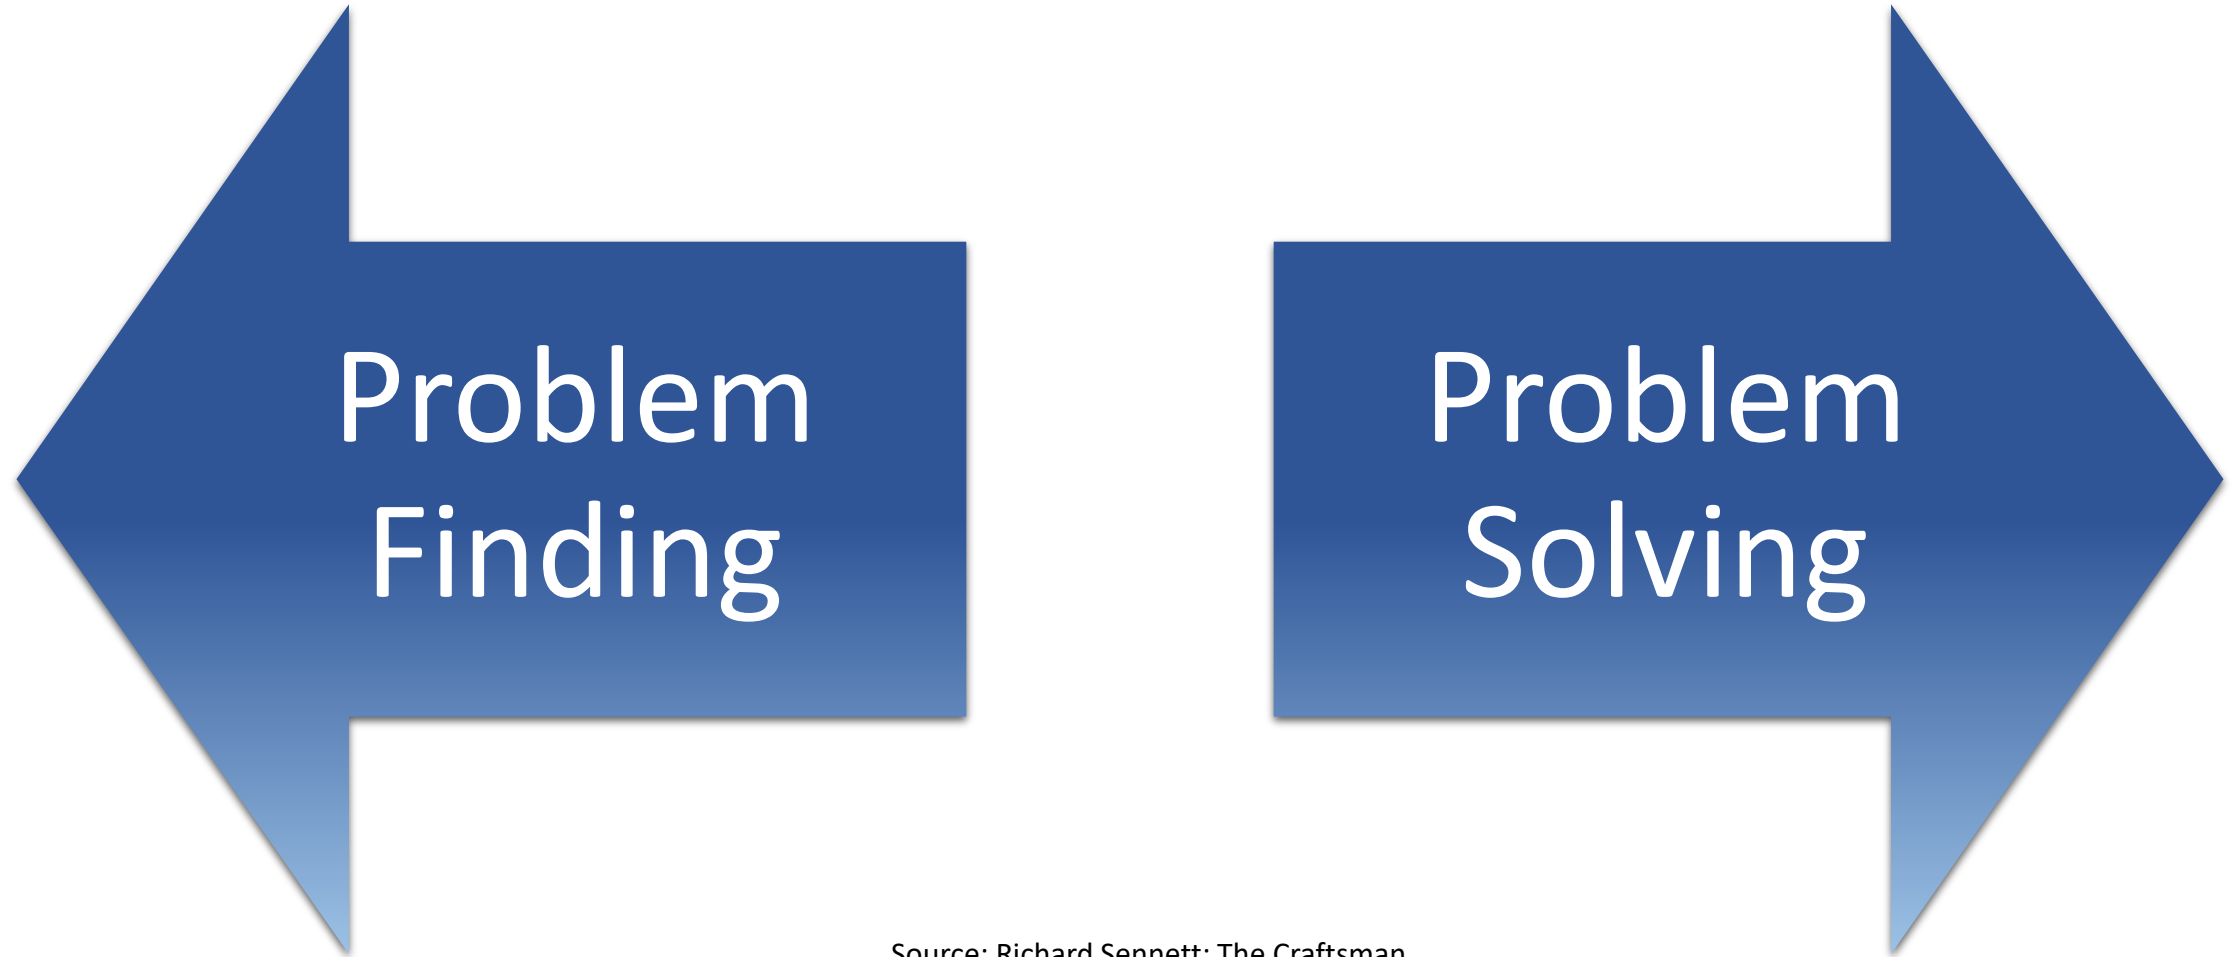 Problem
Finding
Problem
Solving
Source: Richard Sennett: The Craftsman